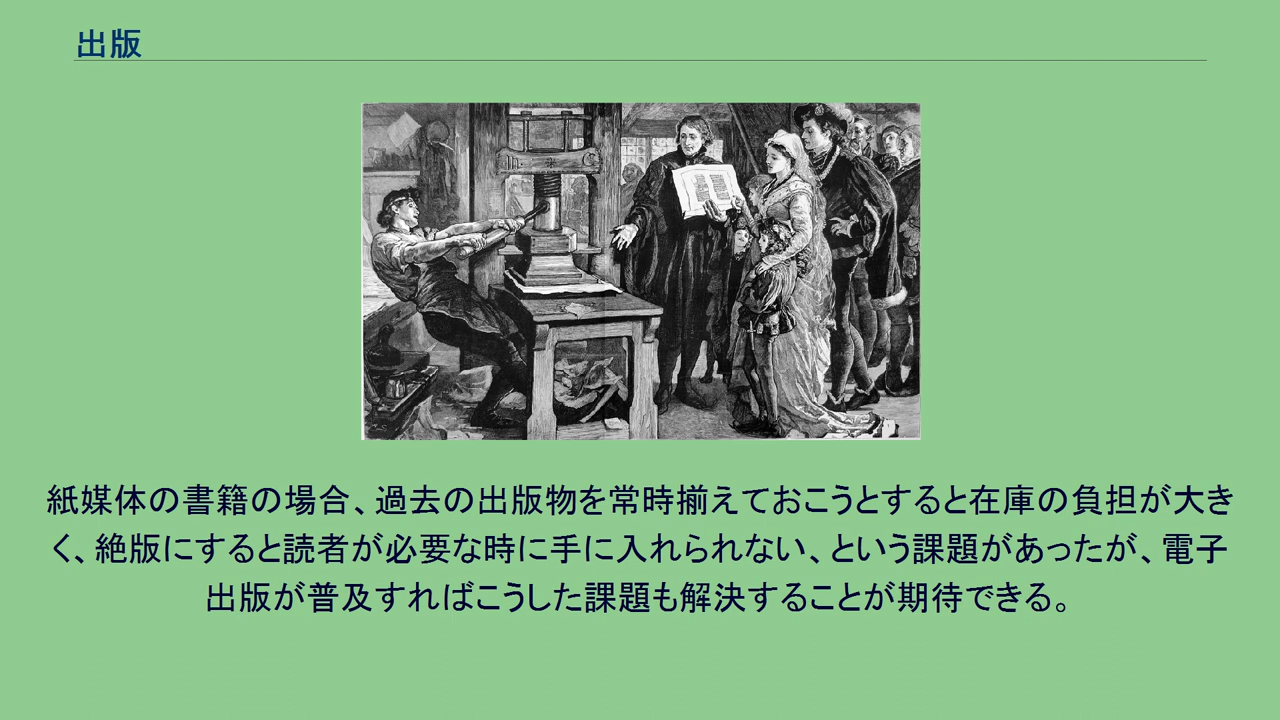 出版
紙媒体の書籍の場合、過去の出版物を常時揃えておこうとすると在庫の負担が大き
く、絶版にすると読者が必要な時に手に入れられない、という課題があったが、電子
出版が普及すればこうした課題も解決することが期待できる。